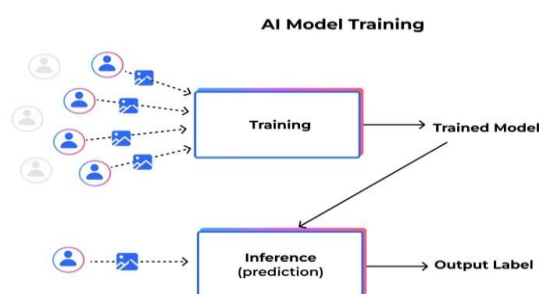 AI Model Training
Training
Trained Model
Inference
(prediction)
Output Label